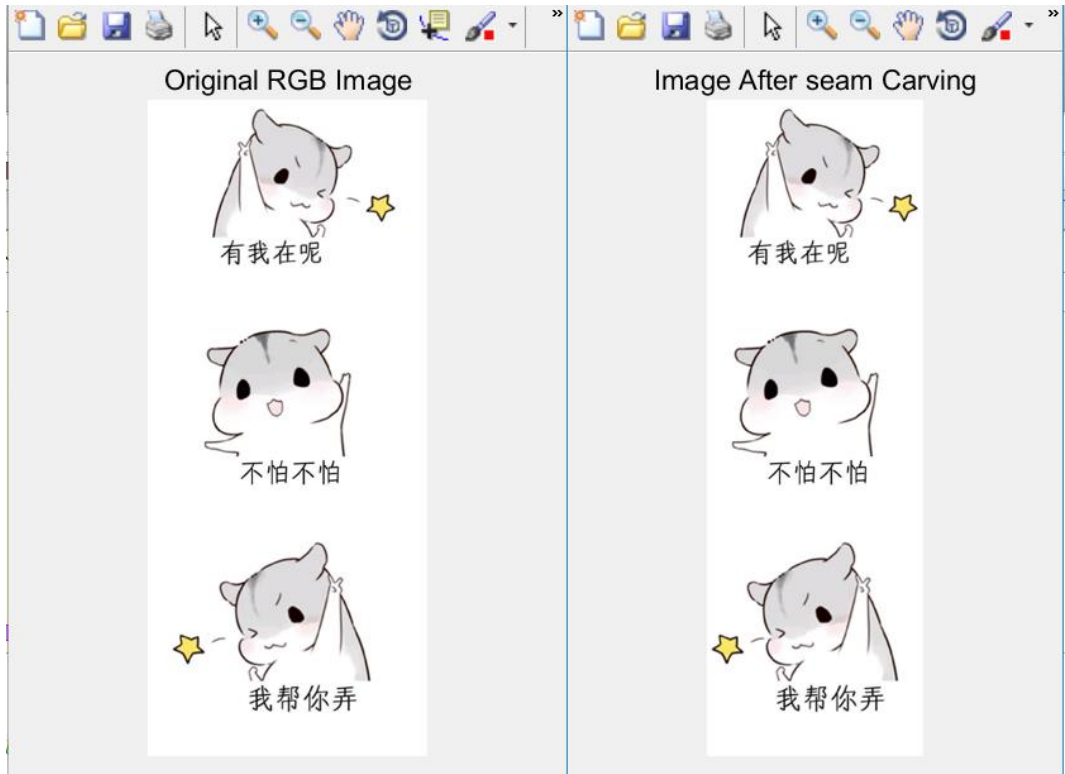 Original RGB Image
有我在呢
不怕不怕
我帮你弄
Image After seam Carving
有我在呢
不怕不怕
我帮你弄